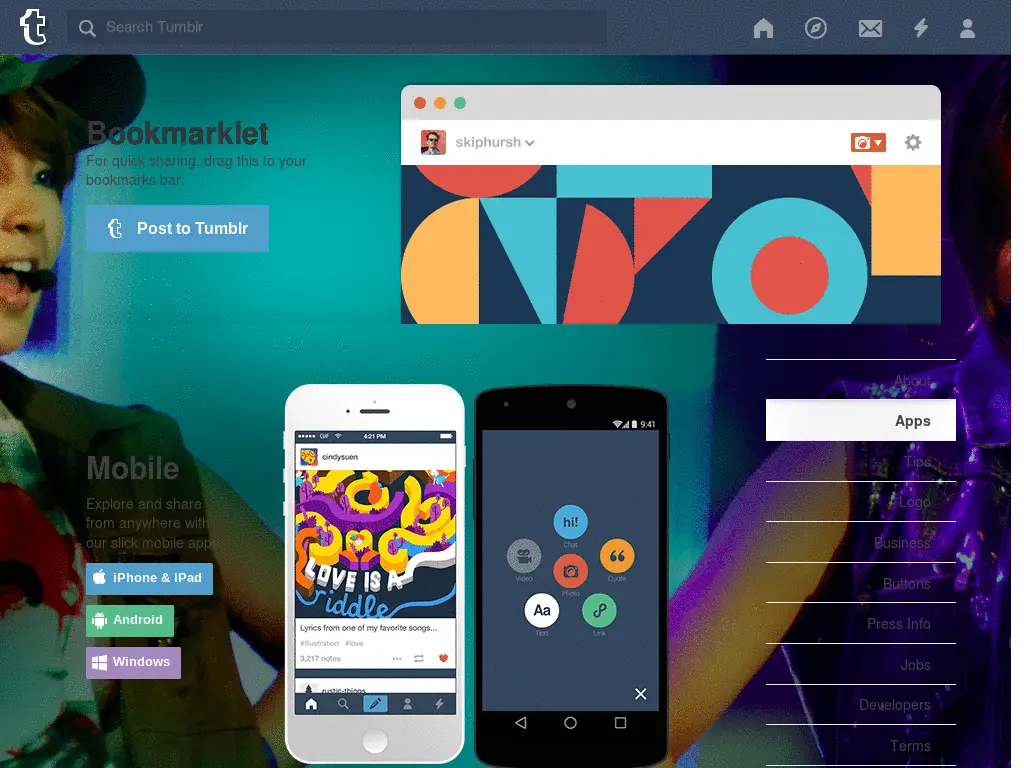 Search Tumblr
Bookmarklet
For quick sharing, drag this to your
bookmarks bar:
Post to Tumblr
skiphursh
About
Apps
Tips
Logo
Business
Buttons
Press Info
Jobs
Developers
Terms
Mobile
Explore and share
from anywhere with
our slick mobile apps
iPhone & iPad
Android
Windows
GIF
4:21 PM
cindysuen
LOVE IS A
riddle
Lyrics from one of my favorite songs...
#illustration #love
3,217 notes
rustic-things
9:41
hi!
Chat
Video
Photo
Quote
Aa
Text
Link